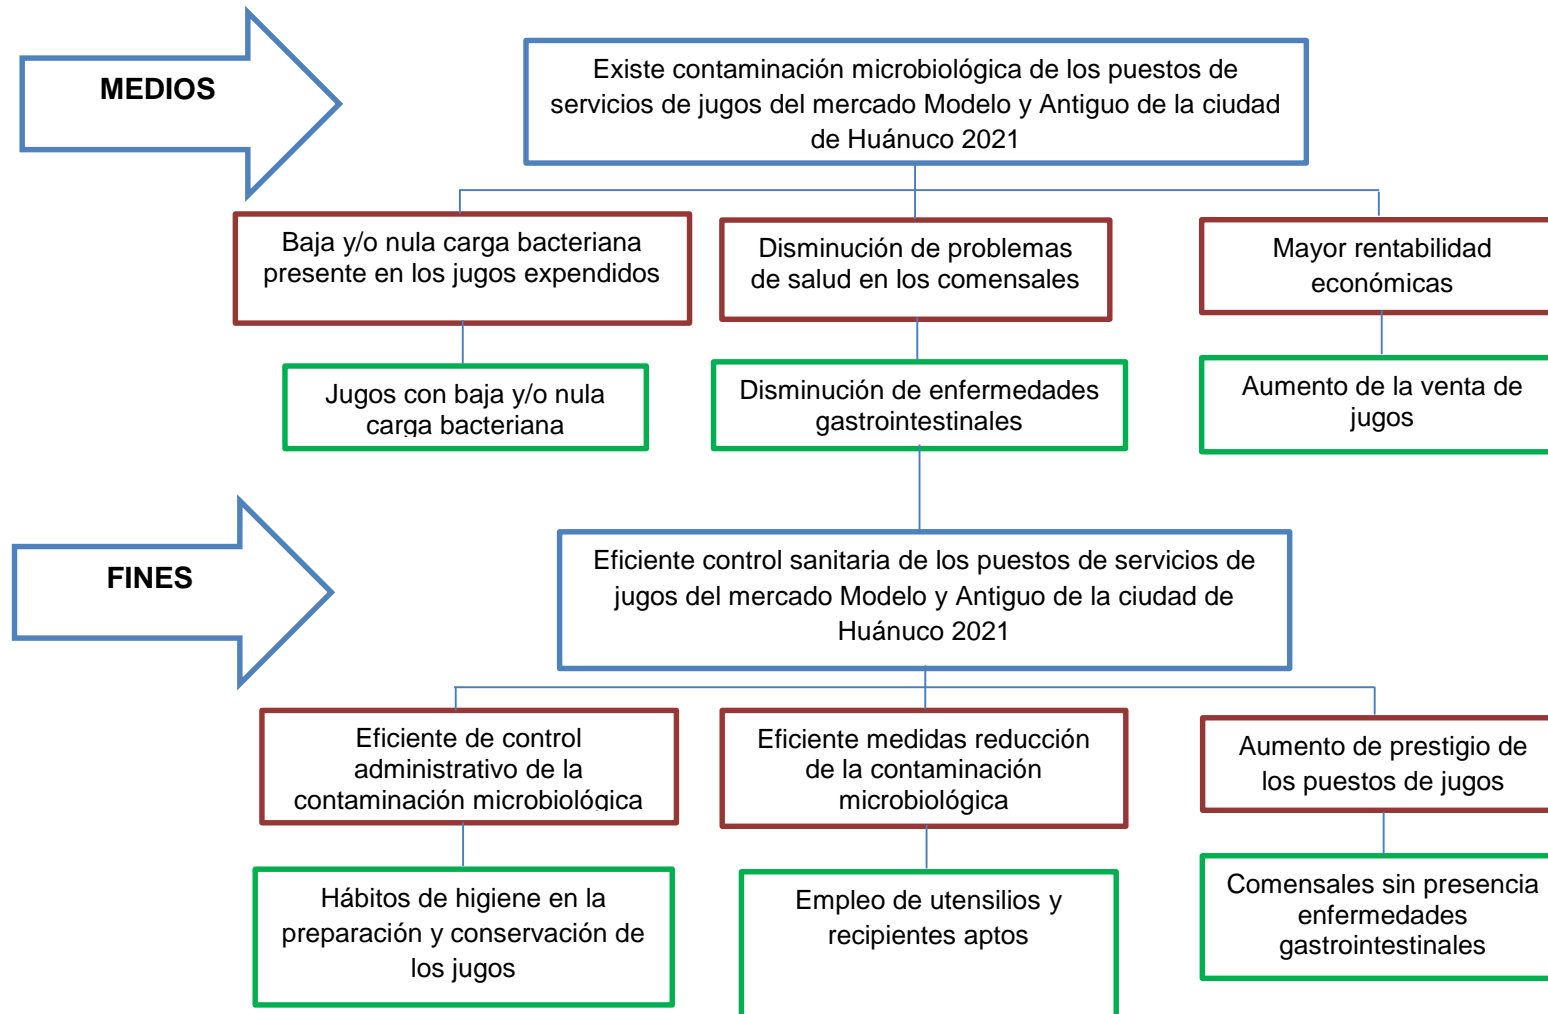 MEDIOS
Existe contaminación microbiológica de los puestos de
servicios de jugos del mercado Modelo y Antiguo de la ciudad
de Huánuco 2021
Baja y/o nula carga bacteriana
presente en los jugos expendidos
Disminución de problemas
de salud en los comensales
Mayor rentabilidad
económicas
Jugos con baja y/o nula
carga bacteriana
Disminución de enfermedades
gastrointestinales
Aumento de la venta de
jugos
FINES
Eficiente control sanitaria de los puestos de servicios de
jugos del mercado Modelo y Antiguo de la ciudad de
Huánuco 2021
Eficiente de control
administrativo de la
contaminación microbiológica
Eficiente medidas reducción
de la contaminación
microbiológica
Aumento de prestigio de
los puestos de jugos
Hábitos de higiene en la
preparación y conservación de
los jugos
Empleo de utensilios y
recipientes aptos
Comensales sin presencia
enfermedades
gastrointestinales